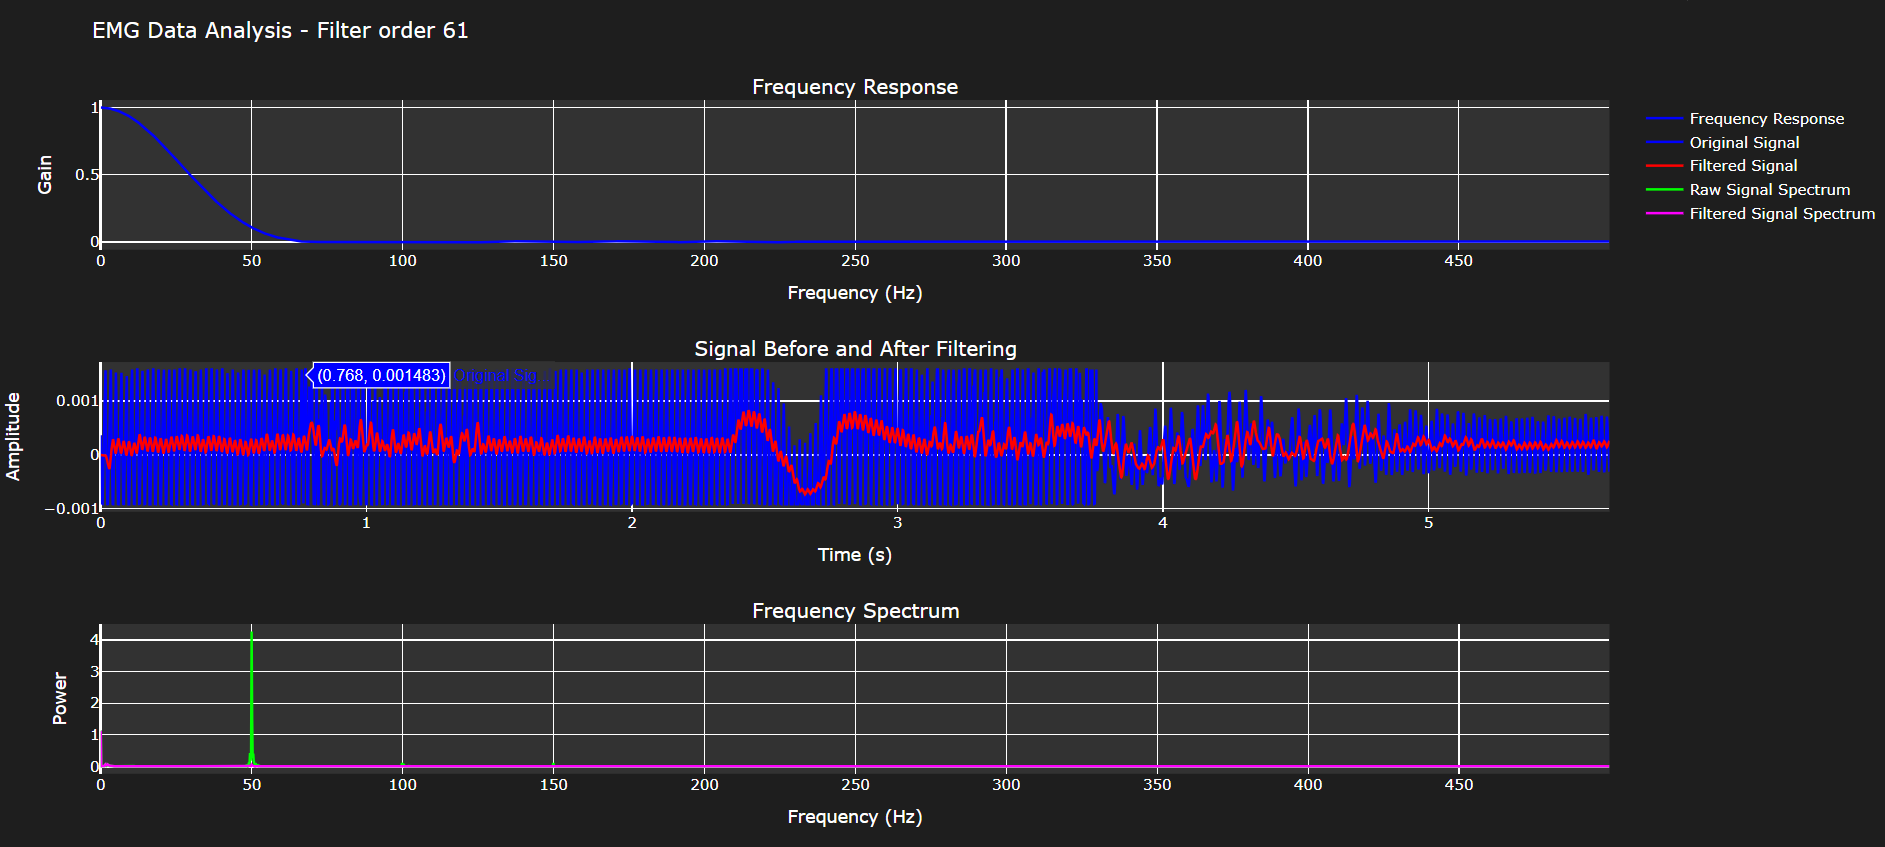 EMG Data Analysis - Filter order 61
Frequency Response
Gain
1
0.5
0
0 50 100 150 200 250 300 350 400 450
Frequency (Hz)
Frequency Response
Original Signal
Filtered Signal
Raw Signal Spectrum
Filtered Signal Spectrum
Signal Before and After Filtering
Amplitude
(0.768, 0.001483) Original Sig...
0.001
0
−0.001
0 1 2 3 4 5
Time (s)
Frequency Spectrum
Power
4
3
2
1
0
0 50 100 150 200 250 300 350 400 450
Frequency (Hz)